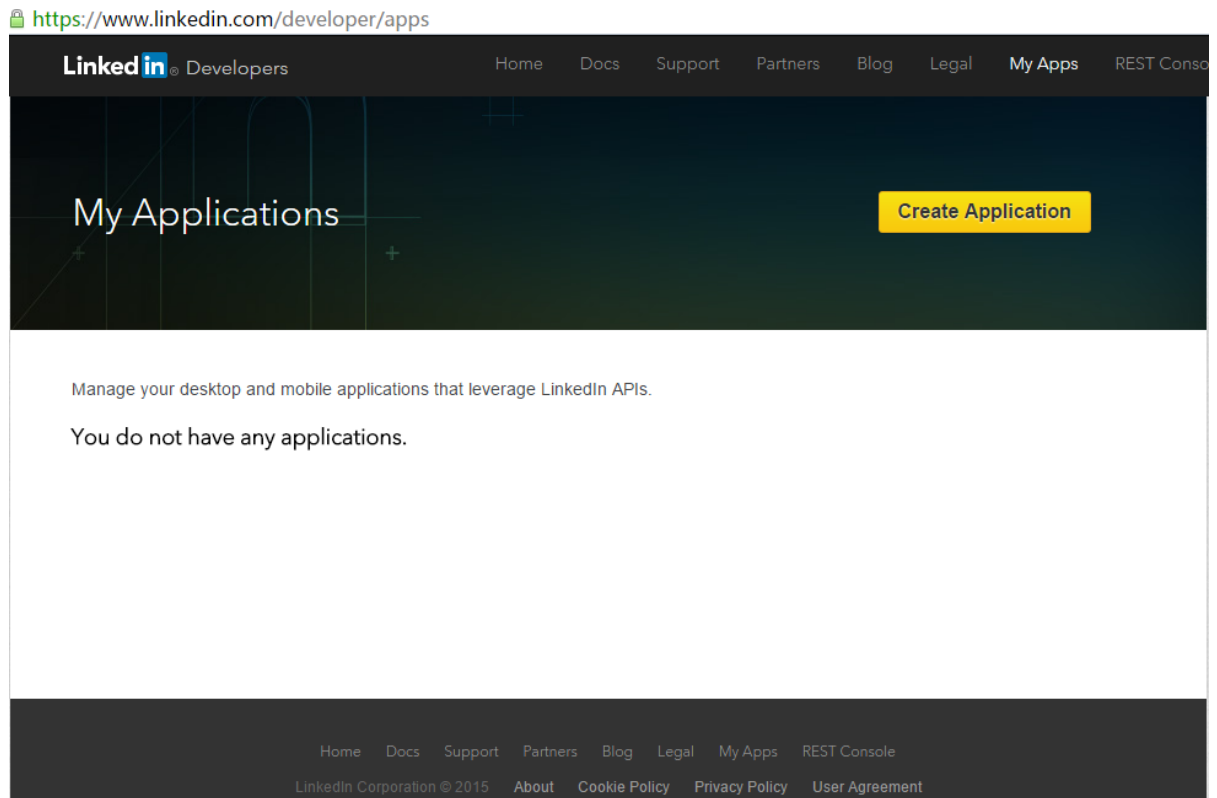 https://www.linkedin.com/developer/apps
Linked in ® Developers Home Docs Support Partners Blog Legal My Apps REST Conso
My Applications
Create Application
Manage your desktop and mobile applications that leverage LinkedIn APIs.
You do not have any applications.
Home Docs Support Partners Blog Legal My Apps REST Console
LinkedIn Corporation © 2015 About Cookie Policy Privacy Policy User Agreement